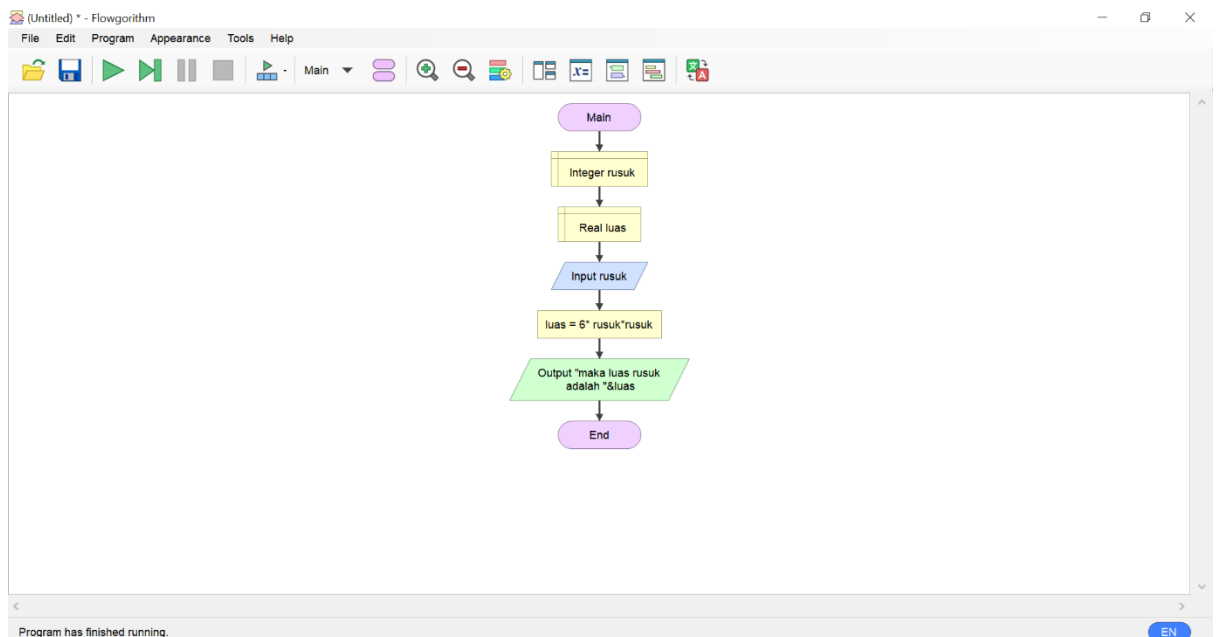 (Untitled) * - Flowgorithm
File Edit Program Appearance Tools Help
Main
x=
文 A
Main
Integer rusuk
Real luas
Input rusuk
luas = 6* rusuk*rusuk
Output "maka luas rusuk
adalah "&luas
End
Program has finished running.
EN